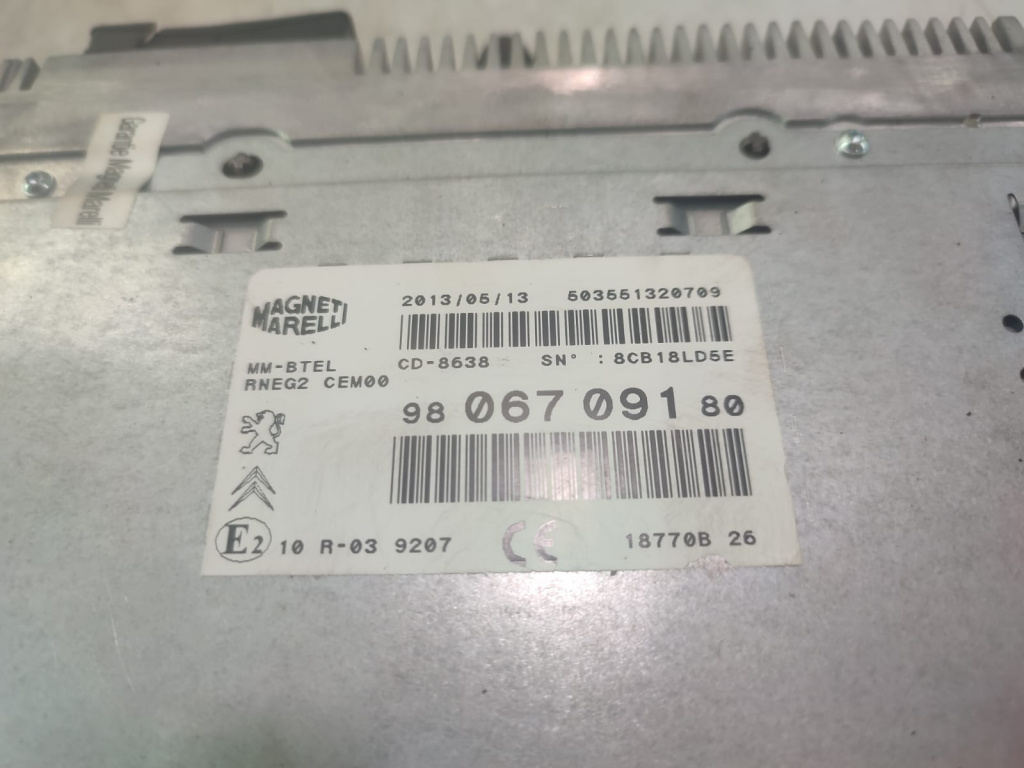 Garantie Magneti Marelli
MAGNETI
MARELLI
2013/05/13 503551320709
MM-BTEL
RNEG2 CEM00
CD-8638 SN° : 8CB18LD5E
98 067 091 80
E2 10 R-03 9207 CE 18770B 26